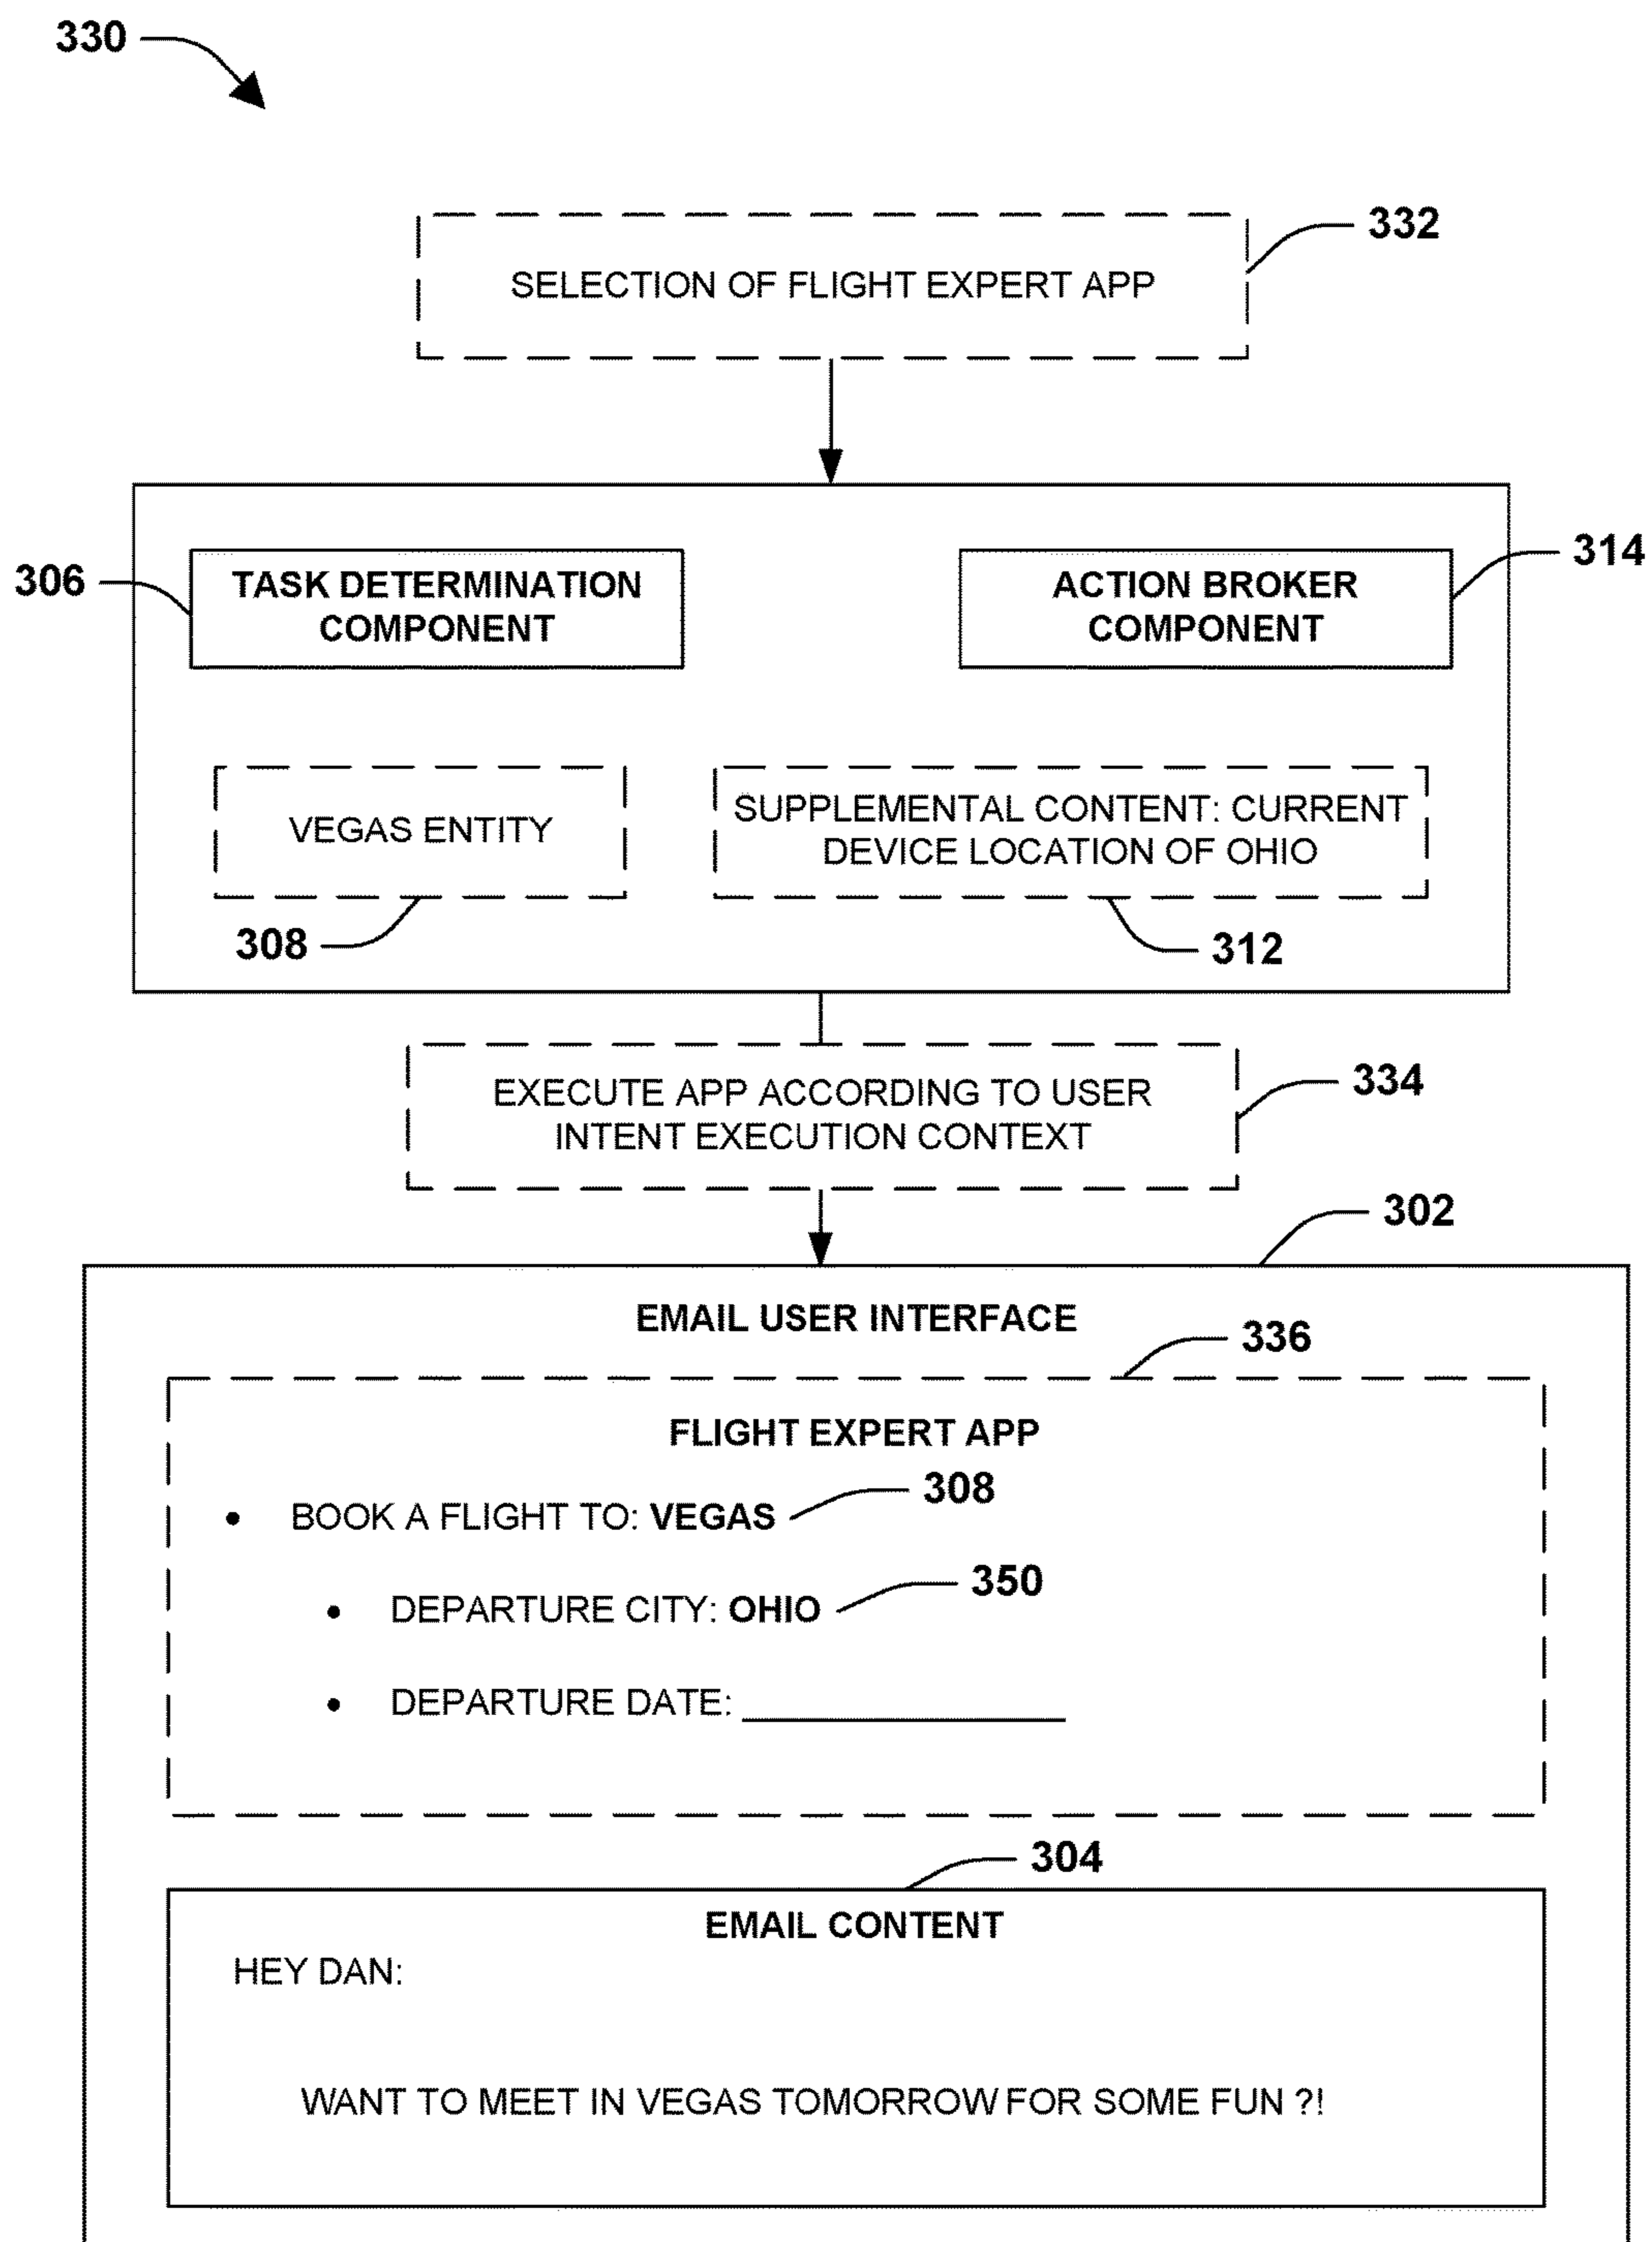 330
332
SELECTION OF FLIGHT EXPERT APP
306
TASK DETERMINATION
COMPONENT
ACTION BROKER
COMPONENT
314
VEGAS ENTITY
308
SUPPLEMENTAL CONTENT: CURRENT
DEVICE LOCATION OF OHIO
312
EXECUTE APP ACCORDING TO USER
INTENT EXECUTION CONTEXT
334
302
EMAIL USER INTERFACE
336
FLIGHT EXPERT APP
• BOOK A FLIGHT TO: VEGAS 308
• DEPARTURE CITY: OHIO 350
• DEPARTURE DATE: ________________
304
EMAIL CONTENT
HEY DAN:
WANT TO MEET IN VEGAS TOMORROW FOR SOME FUN ?!